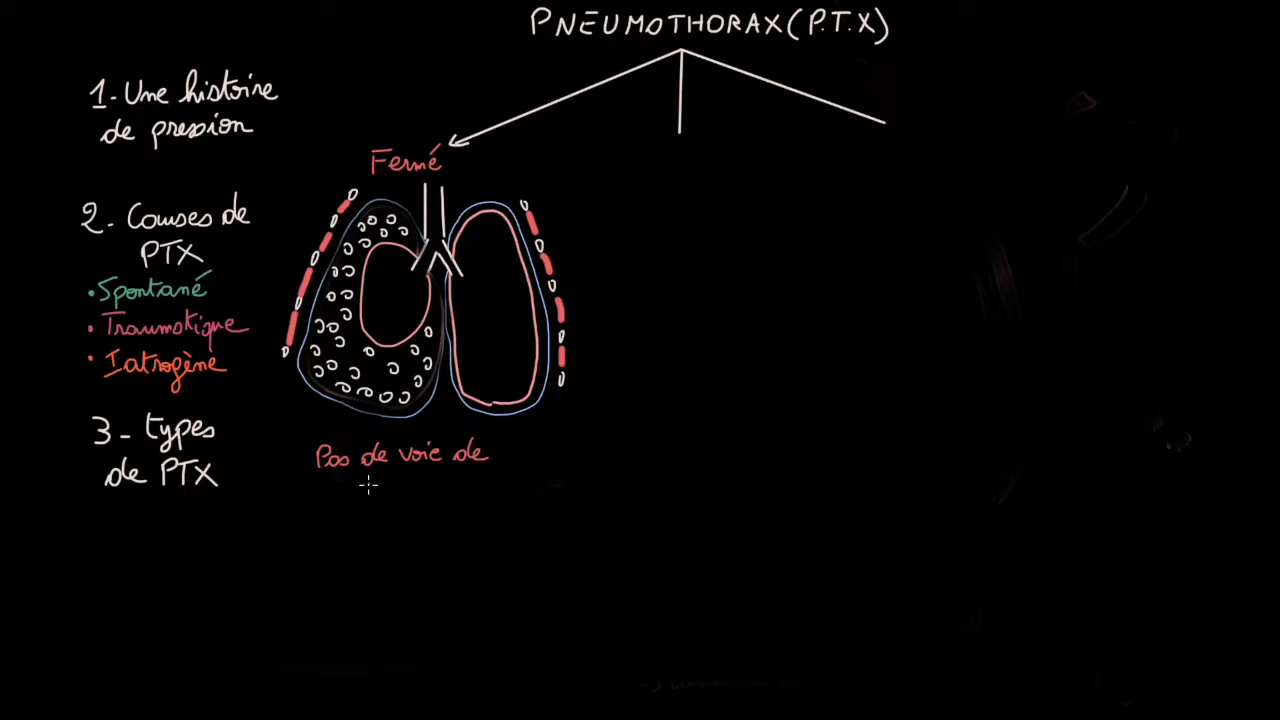 PNEUMOTHORAX (P.T.X)
1- Une histoire
de pression
2- Causes de
PTX
• Spontané
• Traumatique
• Iatrogène
3- types
de PTX
Fermé
Pas de voie de